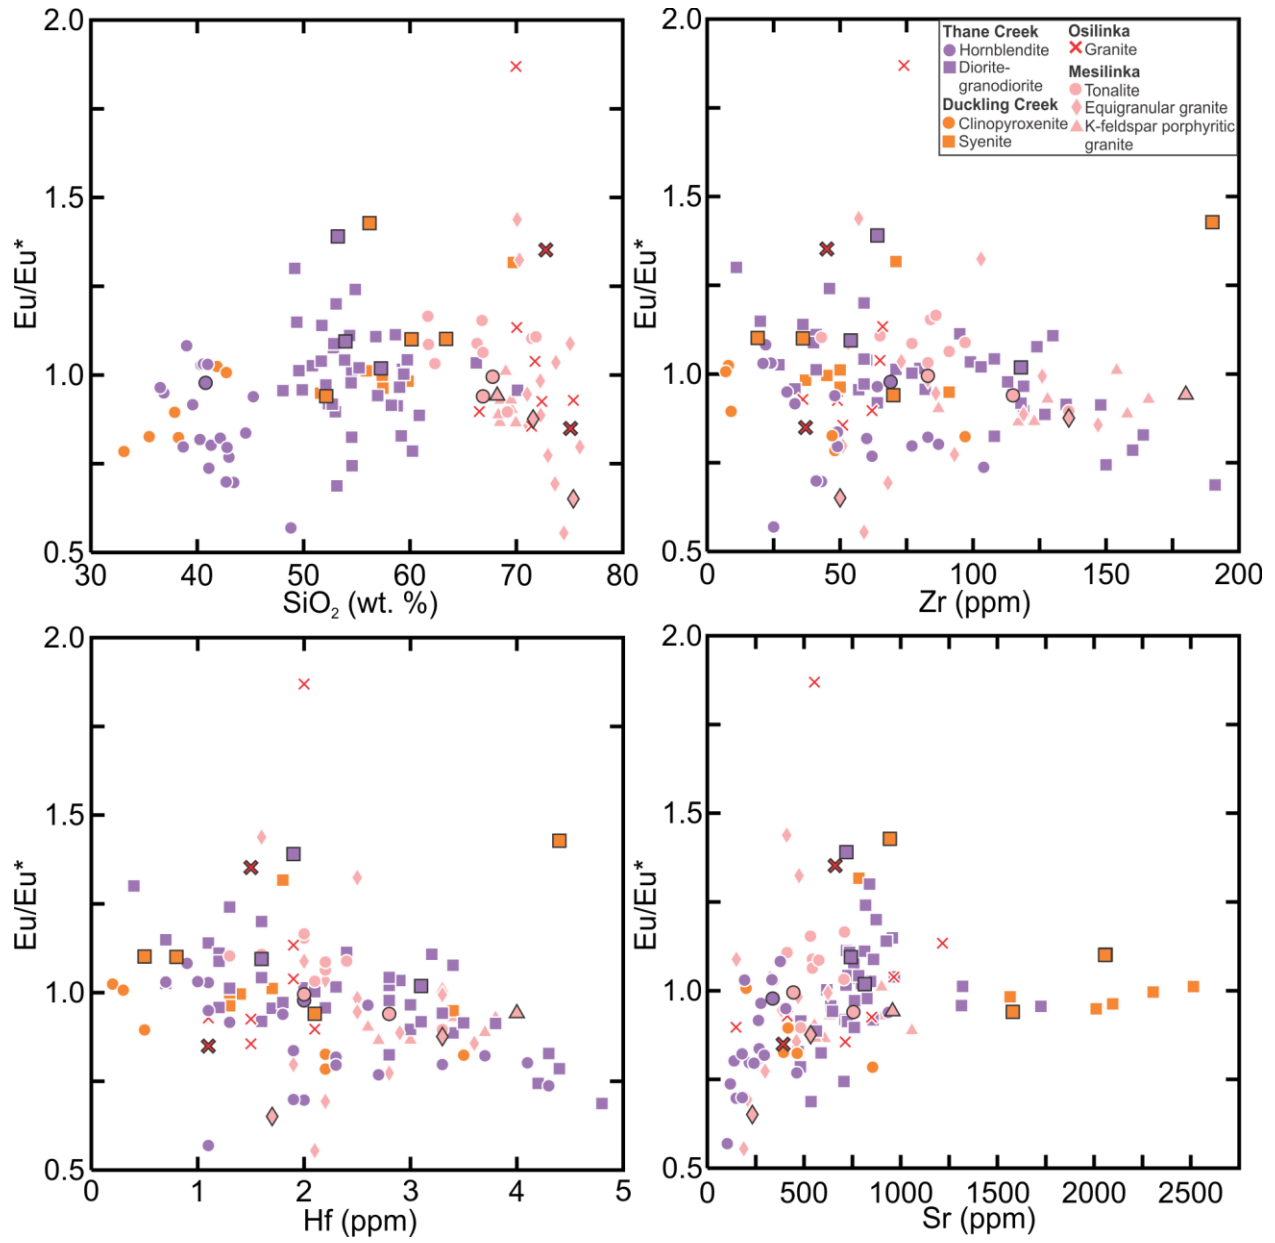 2.0
1.5
1.0
0.5
Eu/Eu*
30 40 50 60 70 80
SiO₂ (wt. %)
2.0
1.5
1.0
0.5
Eu/Eu*
0 50 100 150 200
Zr (ppm)
Thane Creek
Hornblendite
Diorite-
granodiorite
Duckling Creek
Clinopyroxenite
Syenite
Osilinka
Granite
Mesilinka
Tonalite
Equigranular granite
K-feldspar porphyritic
granite
2.0
1.5
1.0
0.5
Eu/Eu*
0 1 2 3 4 5
Hf (ppm)
2.0
1.5
1.0
0.5
Eu/Eu*
0 500 1000 1500 2000 2500
Sr (ppm)